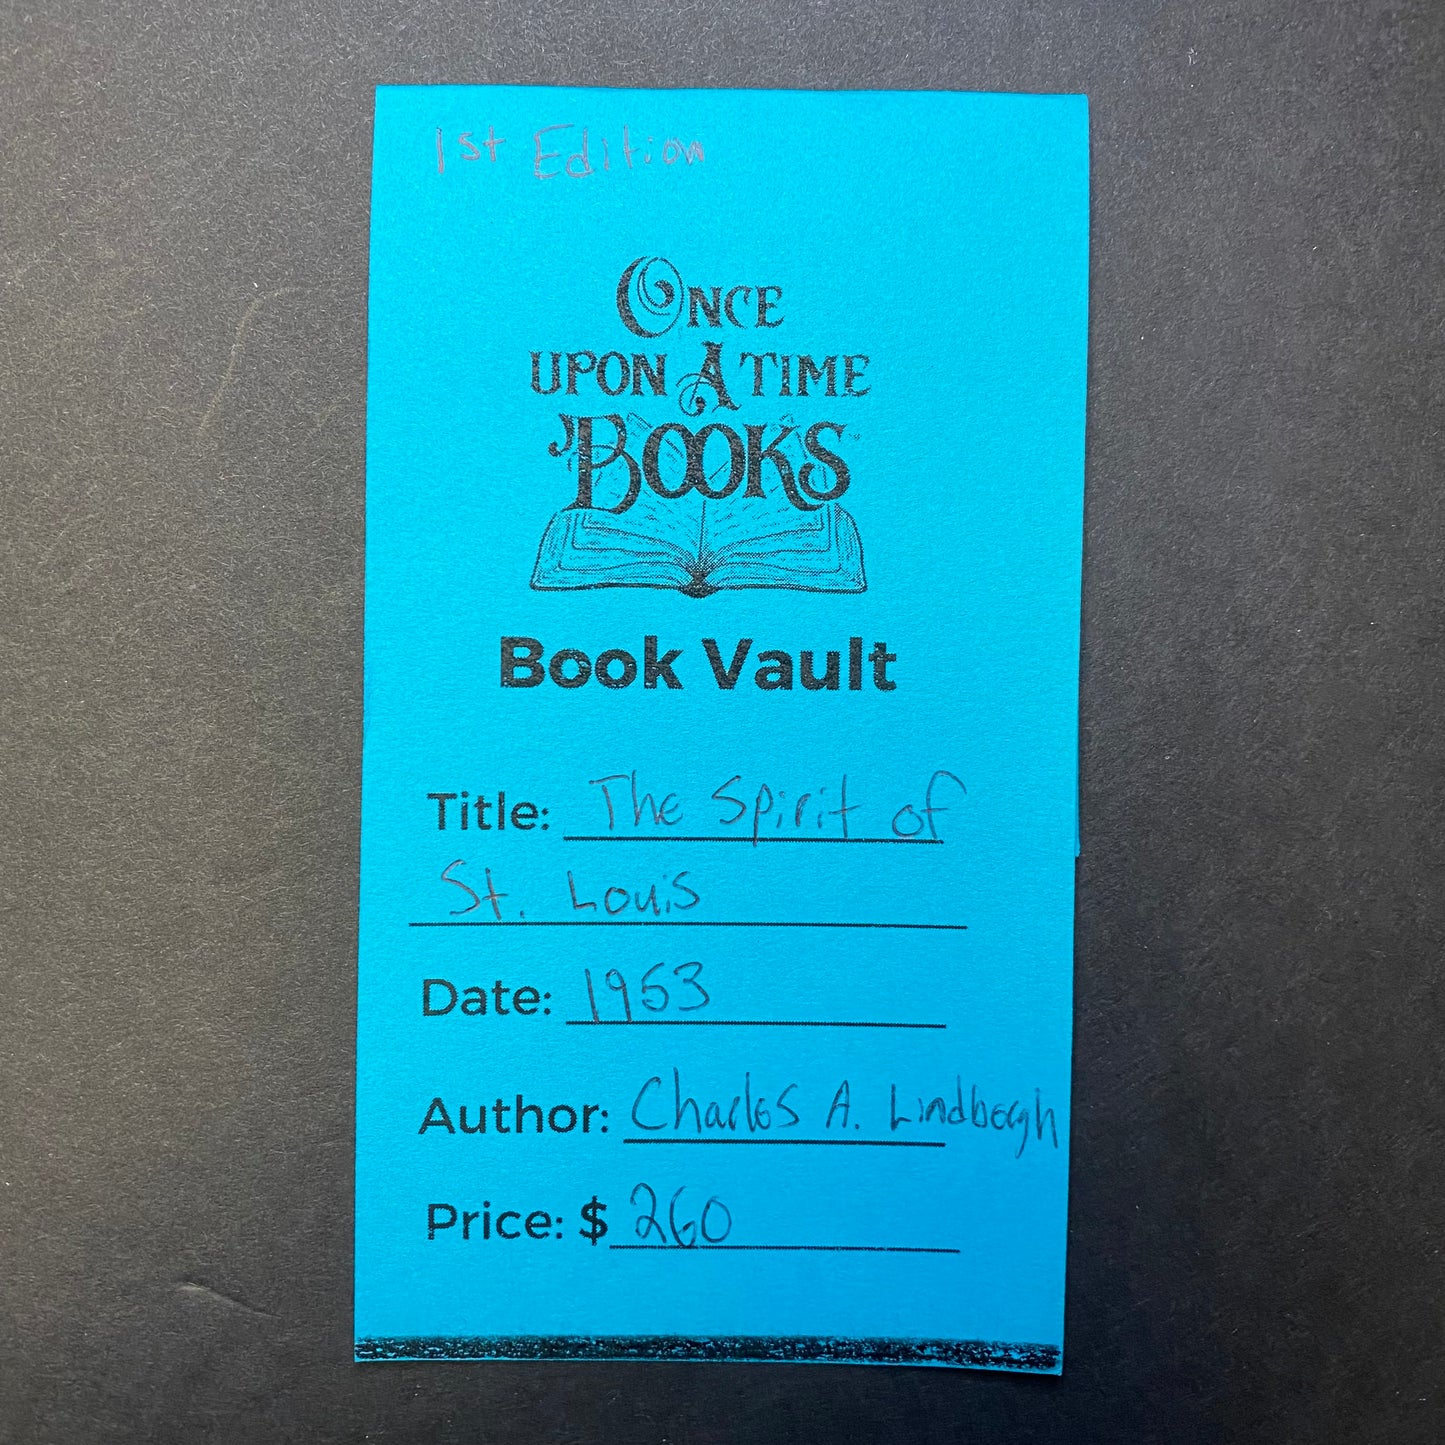 1st Edition
ONCE
UPON A TIME
BOOKS
Book Vault
Title: The Spirit of
St. Louis
Date: 1953
Author: Charles A. Lindbergh
Price: $ 260